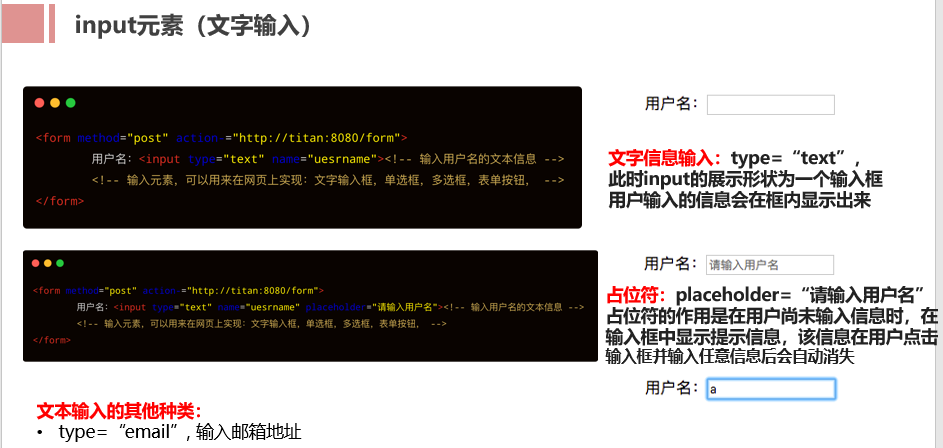 input元素（文字输入）
<form method="post" action-="http://titan:8080/form">
用户名: <input type="text" name="uesrname"><!-- 输入用户名的文本信息 -->
<!-- 输入元素，可以用来在网页上实现: 文字输入框，单选框，多选框，表单按钮， -->
</form>
用户名：
文字信息输入：type=“text”,
此时input的展示形状为一个输入框
用户输入的信息会在框内显示出来
<form method="post" action-="http://titan:8080/form">
用户名: <input type="text" name="uesrname" placeholder="请输入用户名"><!-- 输入用户名的文本信息 -->
<!-- 输入元素，可以用来在网页上实现: 文字输入框，单选框，多选框，表单按钮， -->
</form>
用户名： 请输入用户名
占位符：placeholder=“请输入用户名”
占位符的作用是在用户尚未输入信息时，在
输入框中显示提示信息，该信息在用户点击
输入框并输入任意信息后会自动消失
用户名： a
文本输入的其他种类：
• type=“email”, 输入邮箱地址